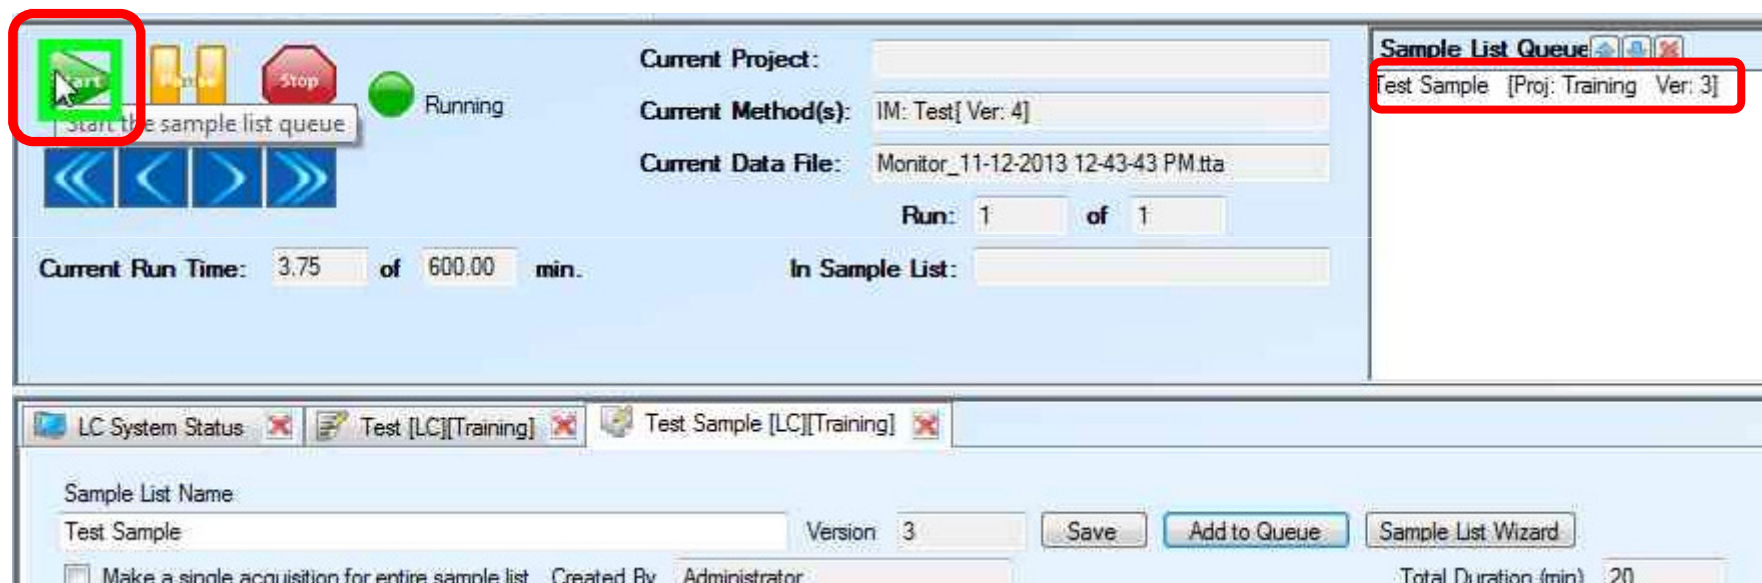 Start Pause Stop Running
Start the sample list queue
Current Project:
Current Method(s): IM: Test[ Ver: 4]
Current Data File: Monitor_11-12-2013 12-43-43 PM.tta
Run: 1 of 1
Current Run Time: 3.75 of 600.00 min. In Sample List:
Sample List Queue
Test Sample [Proj: Training Ver: 3]
LC System Status Test [LC][Training] Test Sample [LC][Training]
Sample List Name
Test Sample Version 3 Save Add to Queue Sample List Wizard
Make a single acquisition for entire sample list Created By Administrator Total Duration (min) 20